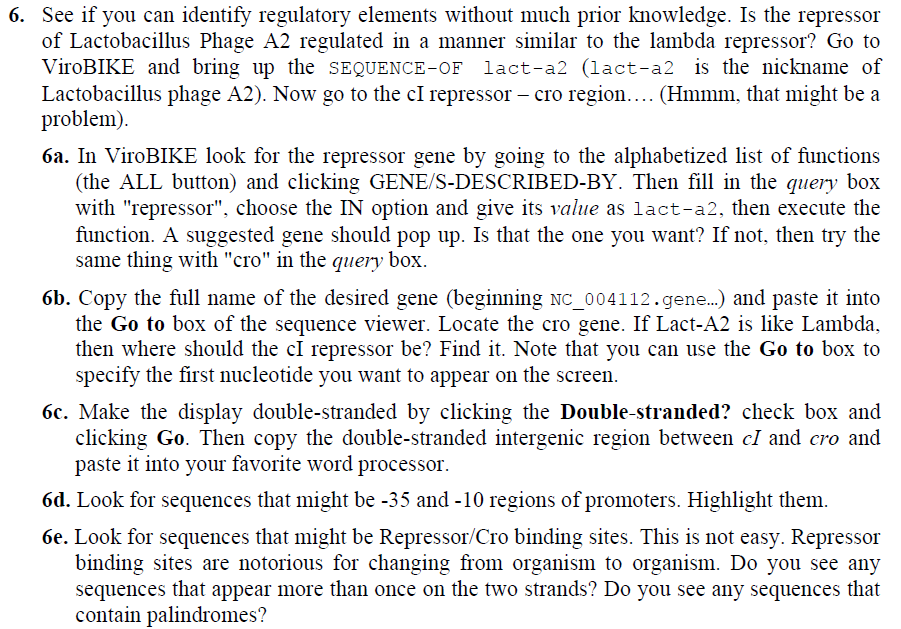 6. See if you can identify regulatory elements without much prior knowledge. Is the repressor
of Lactobacillus Phage A2 regulated in a manner similar to the lambda repressor? Go to
ViroBIKE and bring up the SEQUENCE-OF lact-a2 (lact-a2 is the nickname of
Lactobacillus phage A2). Now go to the cI repressor – cro region.... (Hmmm, that might be a
problem).
6a. In ViroBIKE look for the repressor gene by going to the alphabetized list of functions
(the ALL button) and clicking GENE/S-DESCRIBED-BY. Then fill in the query box
with "repressor", choose the IN option and give its value as lact-a2, then execute the
function. A suggested gene should pop up. Is that the one you want? If not, then try the
same thing with "cro" in the query box.
6b. Copy the full name of the desired gene (beginning NC_004112.gene...) and paste it into
the Go to box of the sequence viewer. Locate the cro gene. If Lact-A2 is like Lambda,
then where should the cI repressor be? Find it. Note that you can use the Go to box to
specify the first nucleotide you want to appear on the screen.
6c. Make the display double-stranded by clicking the Double-stranded? check box and
clicking Go. Then copy the double-stranded intergenic region between cI and cro and
paste it into your favorite word processor.
6d. Look for sequences that might be -35 and -10 regions of promoters. Highlight them.
6e. Look for sequences that might be Repressor/Cro binding sites. This is not easy. Repressor
binding sites are notorious for changing from organism to organism. Do you see any
sequences that appear more than once on the two strands? Do you see any sequences that
contain palindromes?